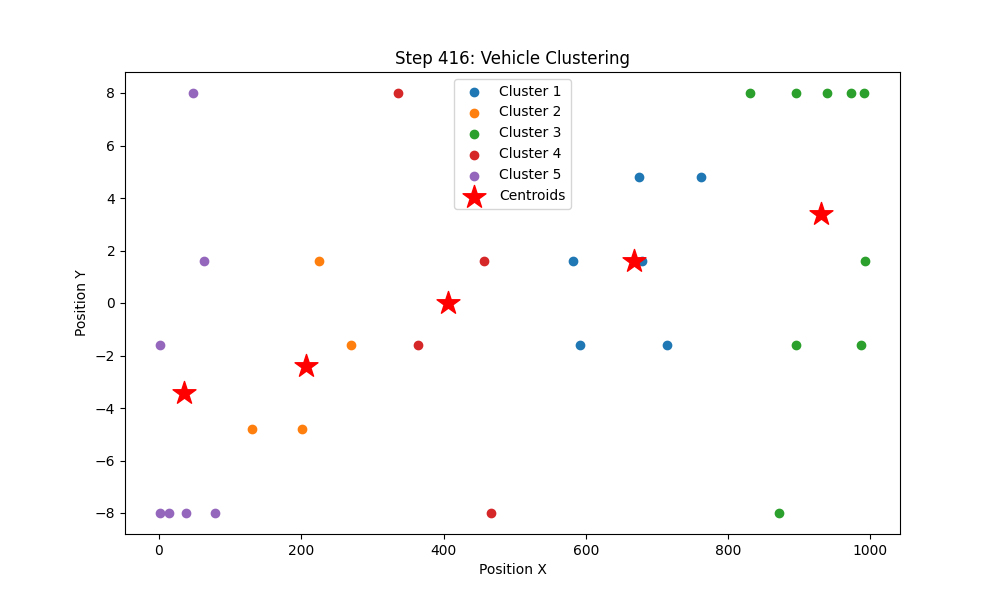 Step 416: Vehicle Clustering
Cluster 1
Cluster 2
Cluster 3
Cluster 4
Cluster 5
Centroids
Position Y
8
6
4
2
0
−2
−4
−6
−8
0 200 400 600 800 1000
Position X